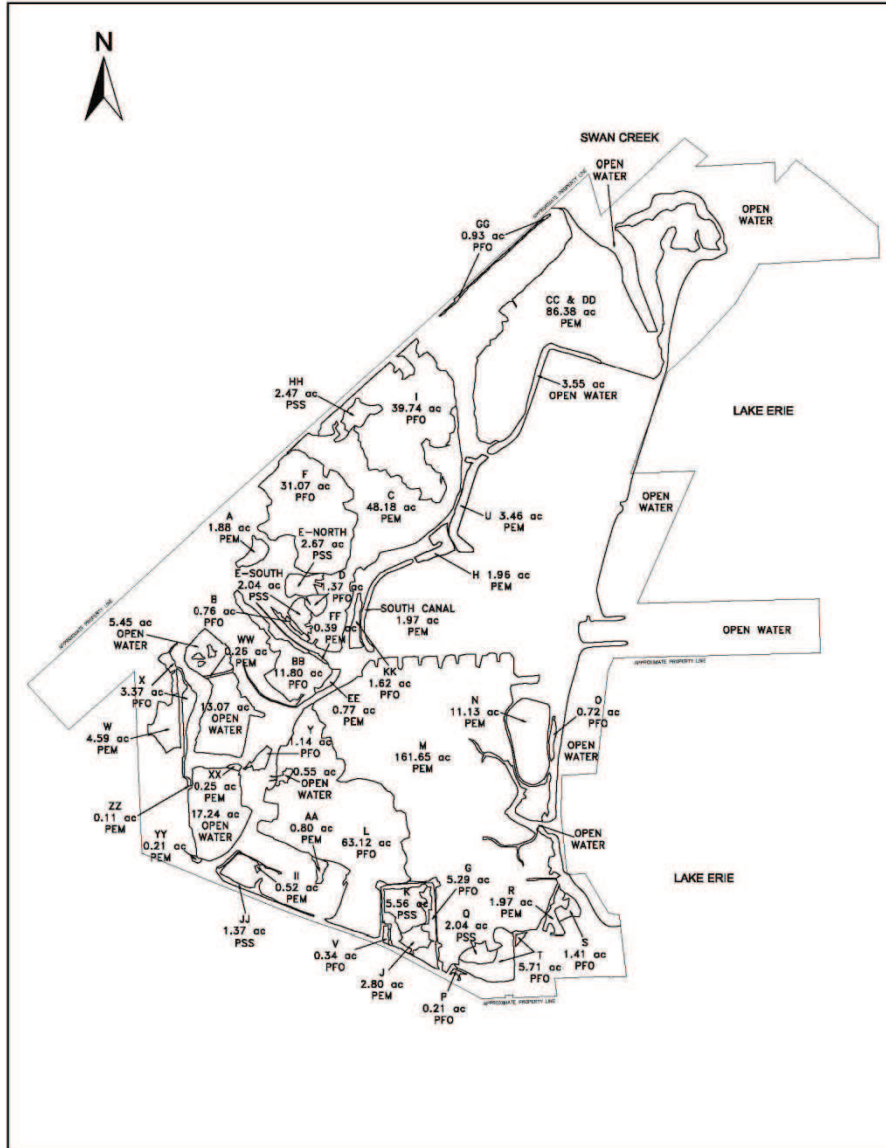 N
SWAN CREEK
OPEN
WATER
APPROXIMATE PROPERTY LINE
OPEN
WATER
GG
0.93 ac
PFO
CC & DD
86.38 ac
PEM
3.55 ac
OPEN WATER
HH
2.47 ac
PSS
I
39.74 ac
PFO
LAKE ERIE
F
31.07 ac
PFO
C
48.18 ac
PEM
OPEN
WATER
A
1.88 ac
PEM
U 3.46 ac
PEM
E-NORTH
2.67 ac
PSS
H 1.96 ac
PEM
E-SOUTH
2.04 ac
PSS
D
1.37 ac
PFO
B
0.76 ac
PFO
FF
0.39 ac
PEM
SOUTH CANAL
1.97 ac
PEM
5.45 ac
OPEN
WATER
APPROXIMATE PROPERTY LINE
WW
0.26 ac
PEM
OPEN WATER
BB
11.80 ac
PFO
KK
1.62 ac
PFO
APPROXIMATE PROPERTY LINE
X
3.37 ac
PFO
EE
0.77 ac
PEM
13.07 ac
OPEN
WATER
N
11.13 ac
PEM
O
0.72 ac
PFO
W
4.59 ac
PEM
Y
1.14 ac
PFO
M
161.65 ac
PEM
OPEN
WATER
0.55 ac
OPEN
WATER
XX
0.25 ac
PEM
ZZ
0.11 ac
PEM
17.24 ac
OPEN
WATER
AA
0.80 ac
PEM
L
63.12 ac
PFO
OPEN
WATER
YY
0.21 ac
PEM
G
5.29 ac
PFO
LAKE ERIE
II
0.52 ac
PEM
K
5.56 ac
PSS
R
1.97 ac
PEM
Q
2.04 ac
PSS
JJ
1.37 ac
PSS
V
0.34 ac
PFO
S
1.41 ac
PFO
T
5.71 ac
PFO
J
2.80 ac
PEM
P
0.21 ac
PFO
APPROXIMATE PROPERTY LINE